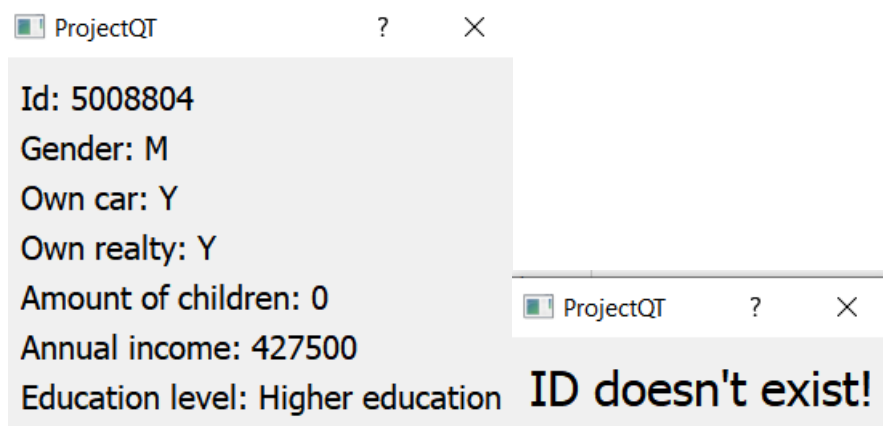 ProjectQT ? ×
Id: 5008804
Gender: M
Own car: Y
Own realty: Y
Amount of children: 0
Annual income: 427500
Education level: Higher education
ProjectQT ? ×
ID doesn't exist!